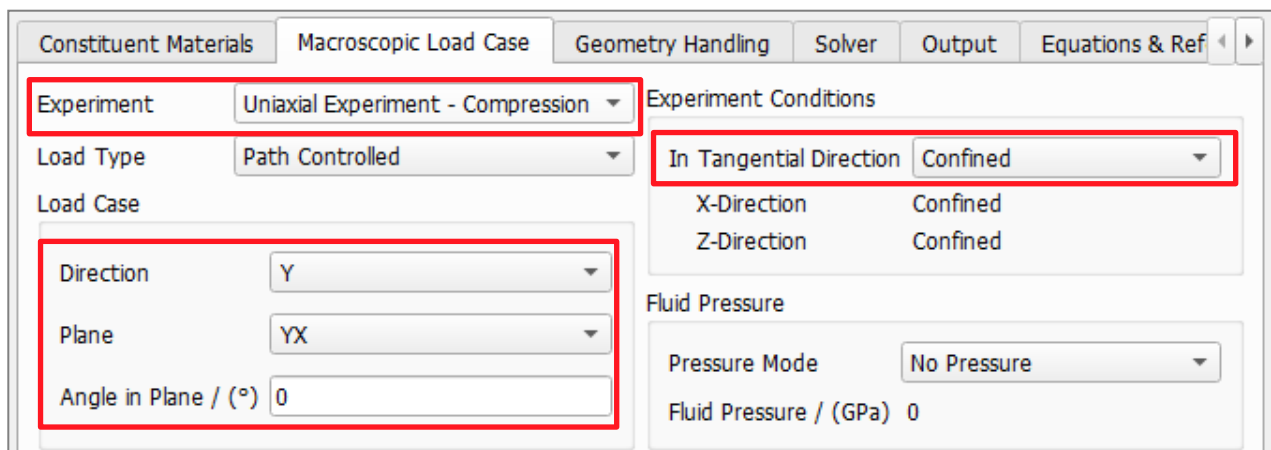 Constituent Materials Macroscopic Load Case Geometry Handling Solver Output Equations & Ref
Experiment Uniaxial Experiment - Compression
Load Type Path Controlled
Load Case
Direction Y
Plane YX
Angle in Plane / (°) 0
Experiment Conditions
In Tangential Direction Confined
X-Direction Confined
Z-Direction Confined
Fluid Pressure
Pressure Mode No Pressure
Fluid Pressure / (GPa) 0